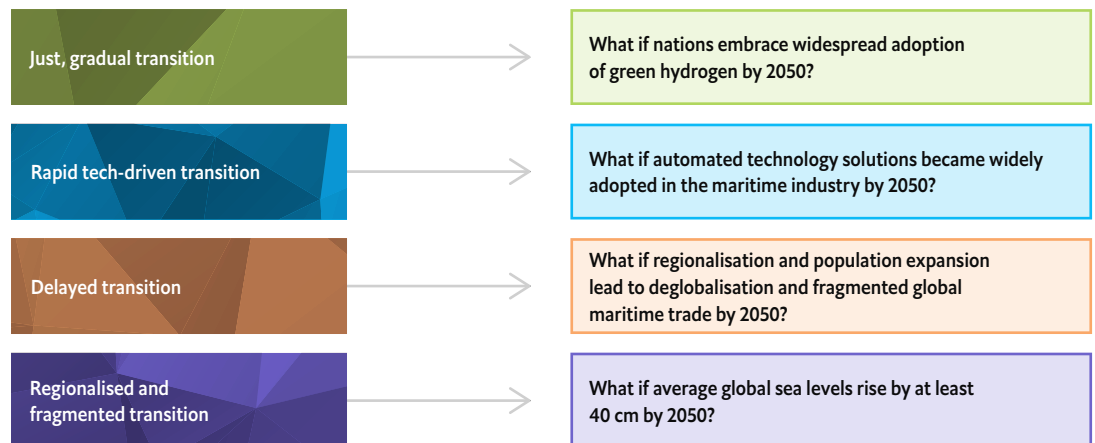 Just, gradual transition
What if nations embrace widespread adoption
of green hydrogen by 2050?
Rapid tech-driven transition
What if automated technology solutions became widely
adopted in the maritime industry by 2050?
Delayed transition
What if regionalisation and population expansion
lead to deglobalisation and fragmented global
maritime trade by 2050?
Regionalised and
fragmented transition
What if average global sea levels rise by at least
40 cm by 2050?